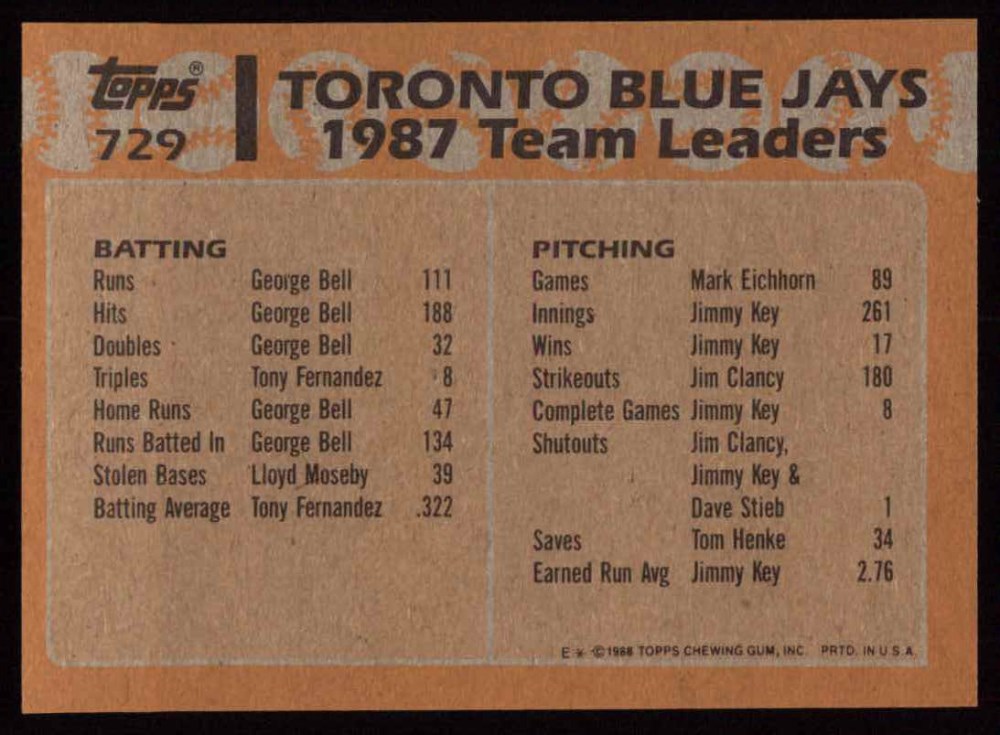 topps® TORONTO BLUE JAYS
729 1987 Team Leaders
BATTING
Runs George Bell 111
Hits George Bell 188
Doubles George Bell 32
Triples Tony Fernandez 8
Home Runs George Bell 47
Runs Batted In George Bell 134
Stolen Bases Lloyd Moseby 39
Batting Average Tony Fernandez .322
PITCHING
Games Mark Eichhorn 89
Innings Jimmy Key 261
Wins Jimmy Key 17
Strikeouts Jim Clancy 180
Complete Games Jimmy Key 8
Shutouts Jim Clancy,
Jimmy Key &
Dave Stieb 1
Saves Tom Henke 34
Earned Run Avg Jimmy Key 2.76
E * ©1988 TOPPS CHEWING GUM, INC. PRTD. IN U.S.A.